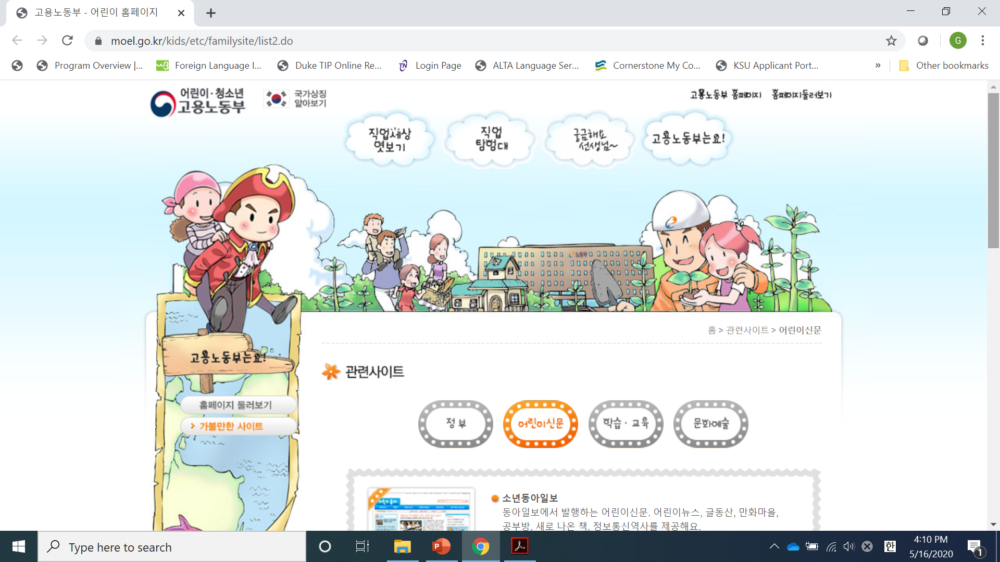 고용노동부 - 어린이 홈페이지
moel.go.kr/kids/etc/familysite/list2.do
G
Program Overview |...
Foreign Language I...
Duke TIP Online Re...
Login Page
ALTA Language Ser...
Cornerstone My Co...
KSU Applicant Port...
»
Other bookmarks
어린이·청소년
고용노동부
국가상징
알아보기
고용노동부 홈페이지
홈페이지둘러보기
직업세상
엿보기
직업
탐험대
궁금해요
선생님~
고용노동부는요!
노동부
홈 > 관련사이트 > 어린이신문
고용노동부는요!
관련사이트
홈페이지 둘러보기
> 가볼만한 사이트
정 부
어린이신문
학습 · 교육
문화예술
어린이동아
소년동아일보
동아일보에서 발행하는 어린이신문. 어린이뉴스, 글동산, 만화마을,
공부방, 새로 나온 책, 정보통신역사를 제공해요.
Type here to search
한
4:10 PM
5/16/2020
1